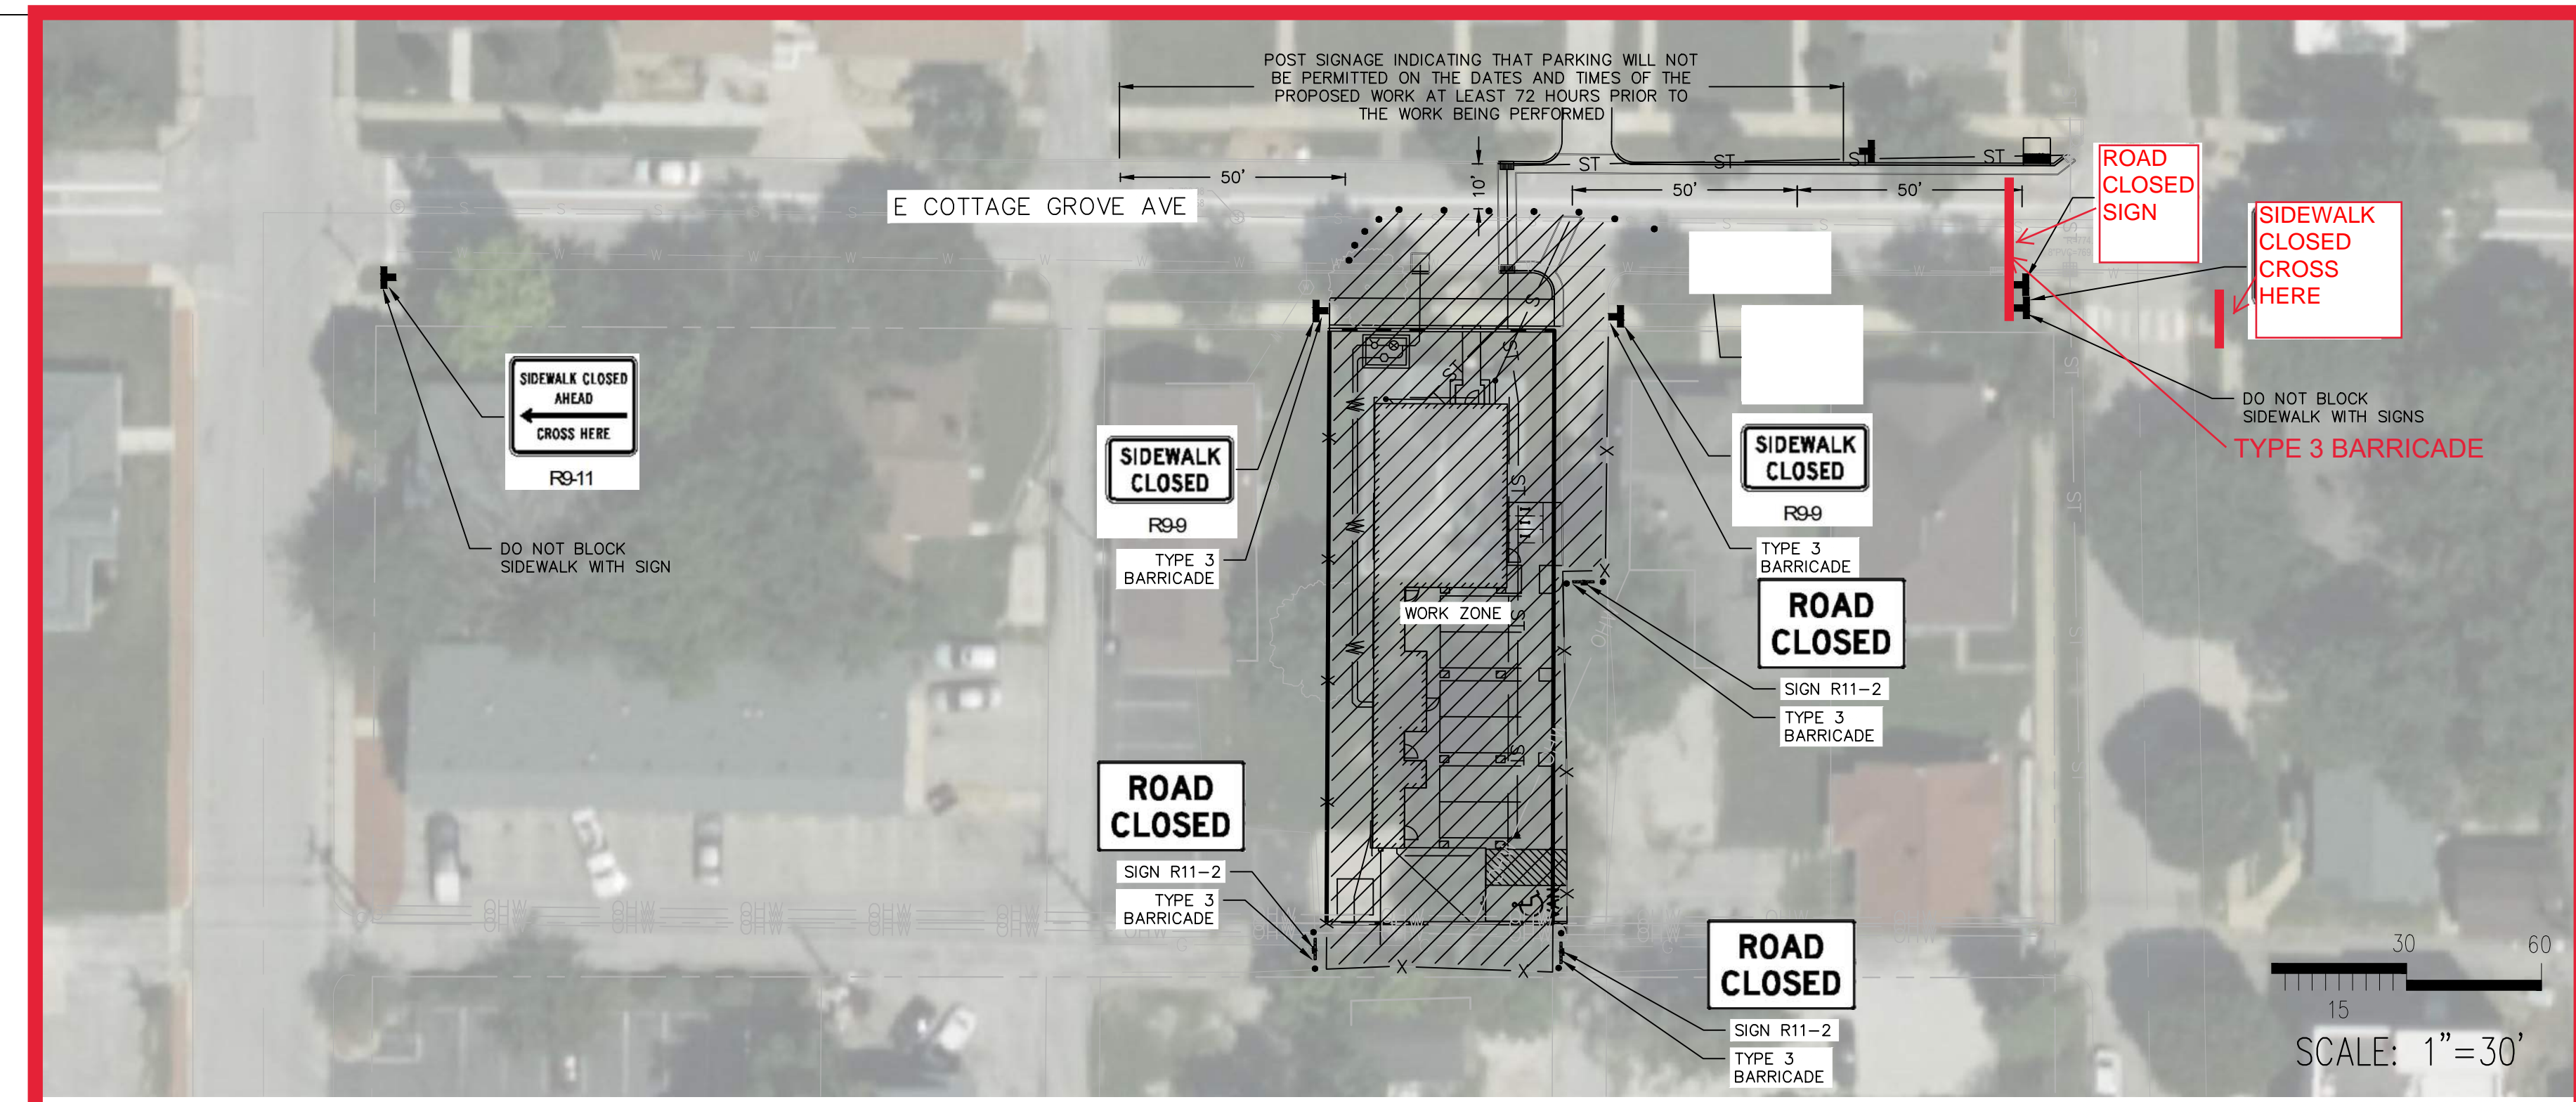 POST SIGNAGE INDICATING THAT PARKING WILL NOT
BE PERMITTED ON THE DATES AND TIMES OF THE
PROPOSED WORK AT LEAST 72 HOURS PRIOR TO
THE WORK BEING PERFORMED
50'
10'
50'
50'
ST
ST
ST
ST
E COTTAGE GROVE AVE
ROAD
CLOSED
SIGN
SIDEWALK
CLOSED
CROSS
HERE
DO NOT BLOCK
SIDEWALK WITH SIGNS
TYPE 3 BARRICADE
SIDEWALK CLOSED
AHEAD
CROSS HERE
R9-11
DO NOT BLOCK
SIDEWALK WITH SIGN
SIDEWALK
CLOSED
R9-9
TYPE 3
BARRICADE
SIDEWALK
CLOSED
R9-9
TYPE 3
BARRICADE
WORK ZONE
ROAD
CLOSED
SIGN R11-2
TYPE 3
BARRICADE
ROAD
CLOSED
SIGN R11-2
TYPE 3
BARRICADE
OHW
OHW
OHW
OHW
OHW
ROAD
CLOSED
SIGN R11-2
TYPE 3
BARRICADE
30
60
15
SCALE: 1"=30'